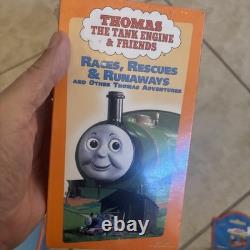 THOMAS
THE TANK ENGINE
& FRIENDS
RACES, RESCUES
& RUNAWAYS
AND OTHER THOMAS ADVENTURES